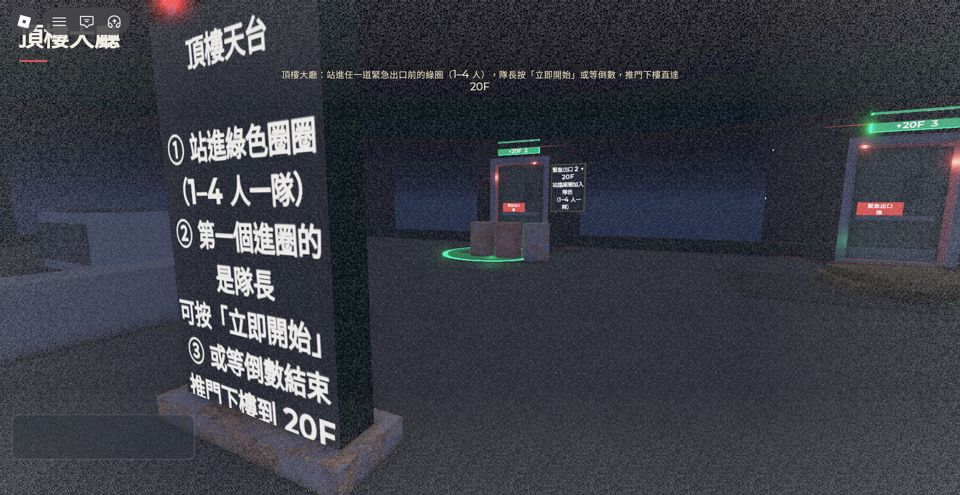 頂樓大廳
頂樓大廳：站進任一道緊急出口前的綠圈（1–4 人），隊長按「立即開始」或等倒數，推門下樓直達
20F
頂樓天台
① 站進綠色圈圈
（1–4 人一隊）
② 第一個進圈的
是隊長
可按「立即開始」
③ 或等倒數結束
推門下樓到 20F
▼20F 2
緊急出口 2 ▼
20F
（1–4 人一
隊）
▼20F 3
緊急出口